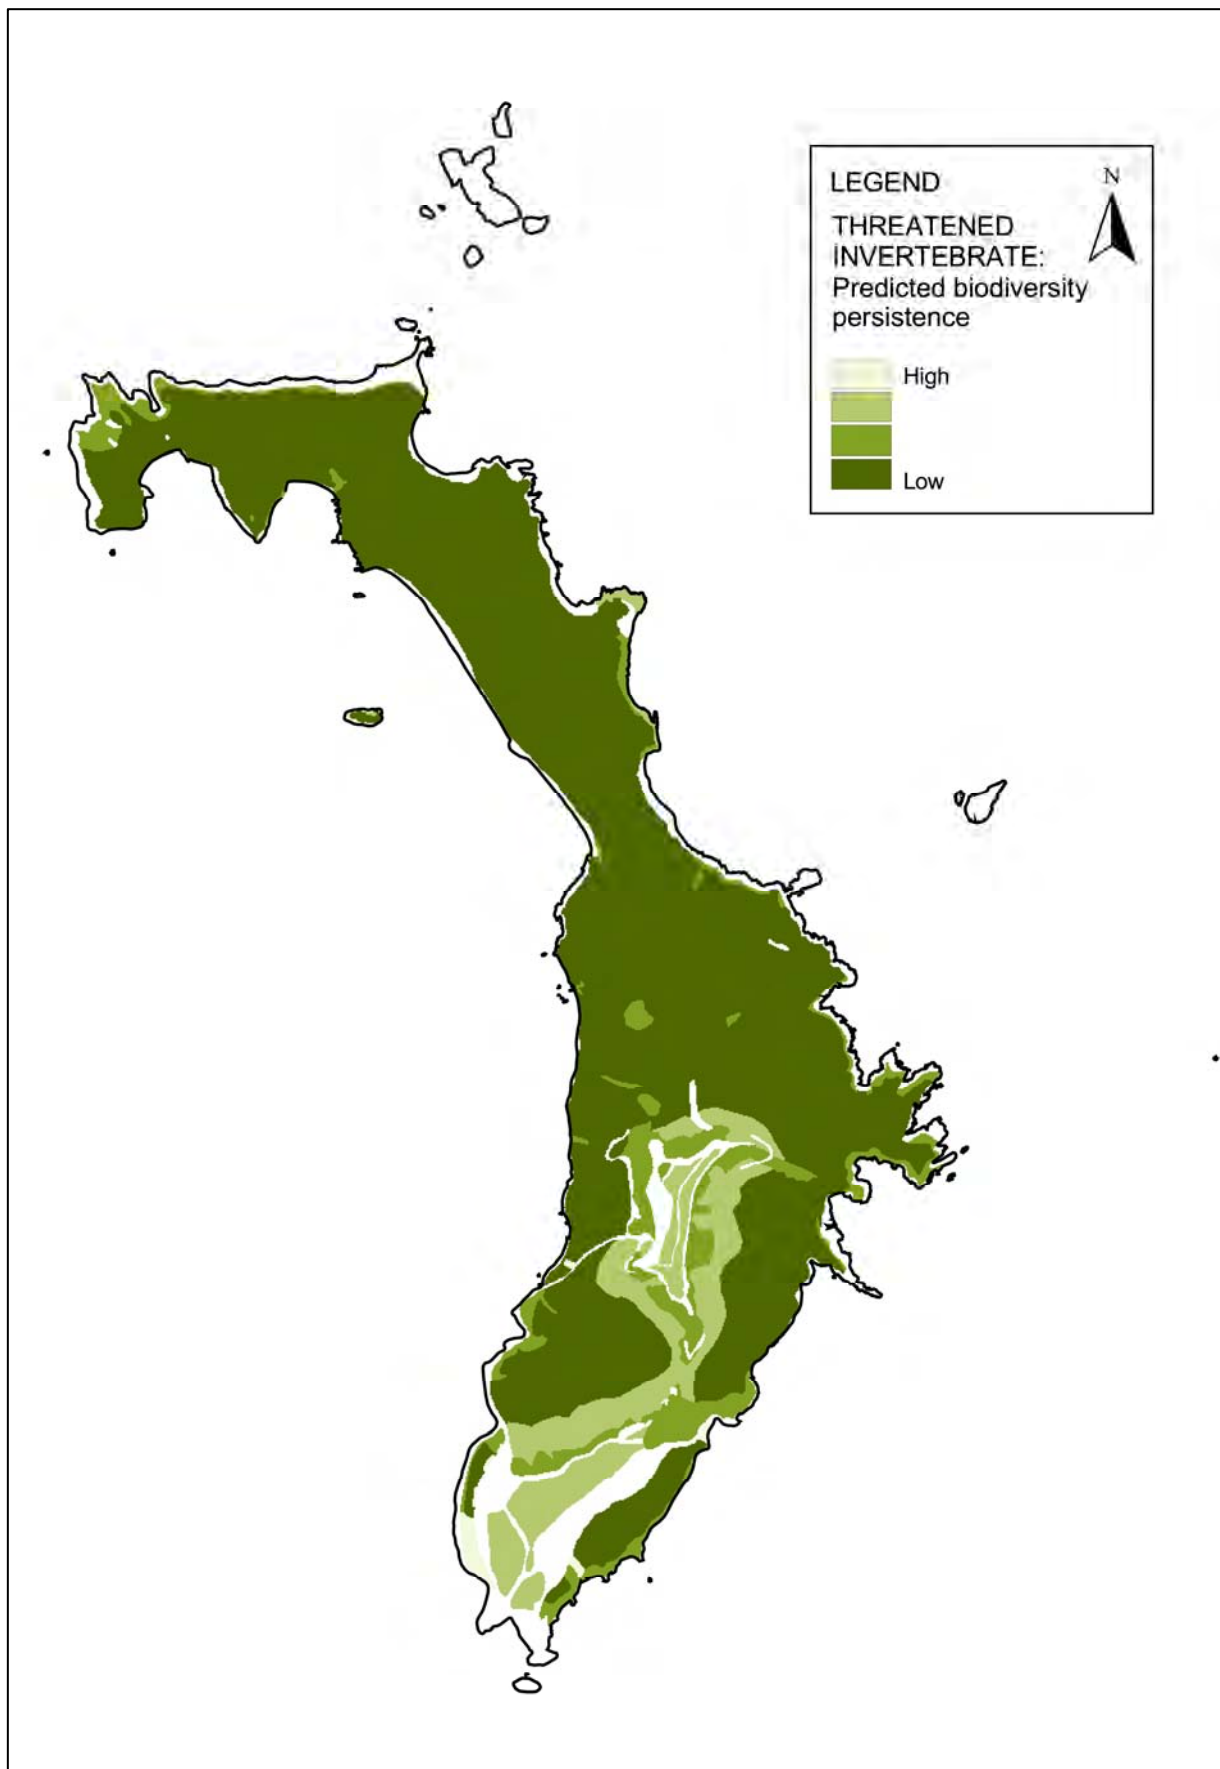 LEGEND
N
THREATENED
INVERTEBRATE:
Predicted biodiversity
persistence
High
Low